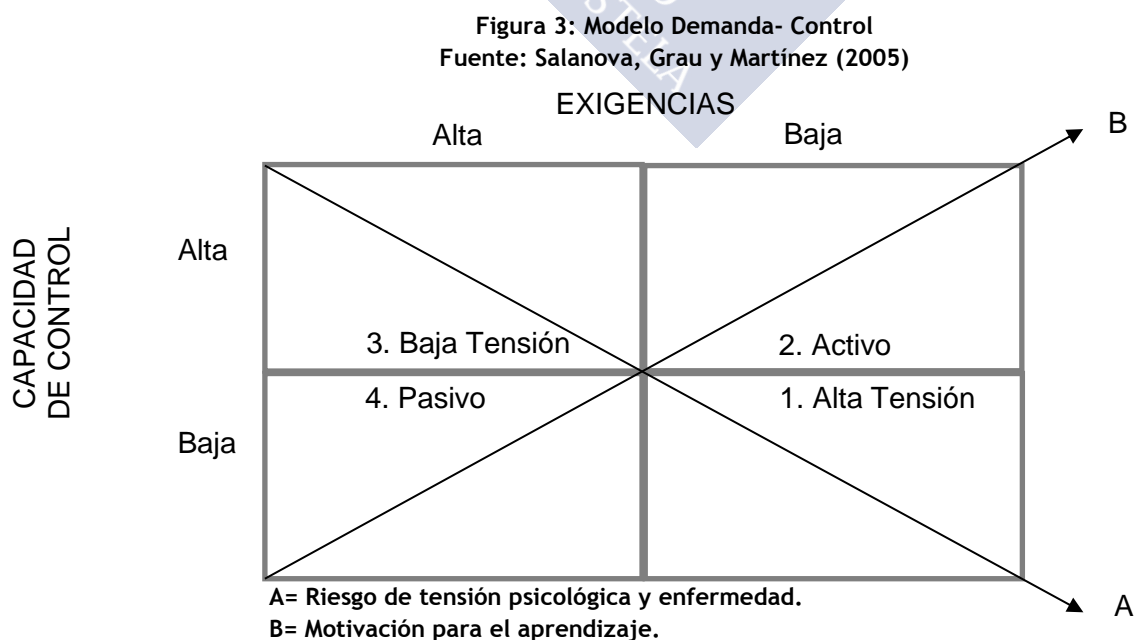 Figura 3: Modelo Demanda- Control
Fuente: Salanova, Grau y Martínez (2005)
EXIGENCIAS
Alta
Baja
B
CAPACIDAD
DE CONTROL
Alta
3. Baja Tensión
2. Activo
4. Pasivo
1. Alta Tensión
Baja
A= Riesgo de tensión psicológica y enfermedad.
A
B= Motivación para el aprendizaje.